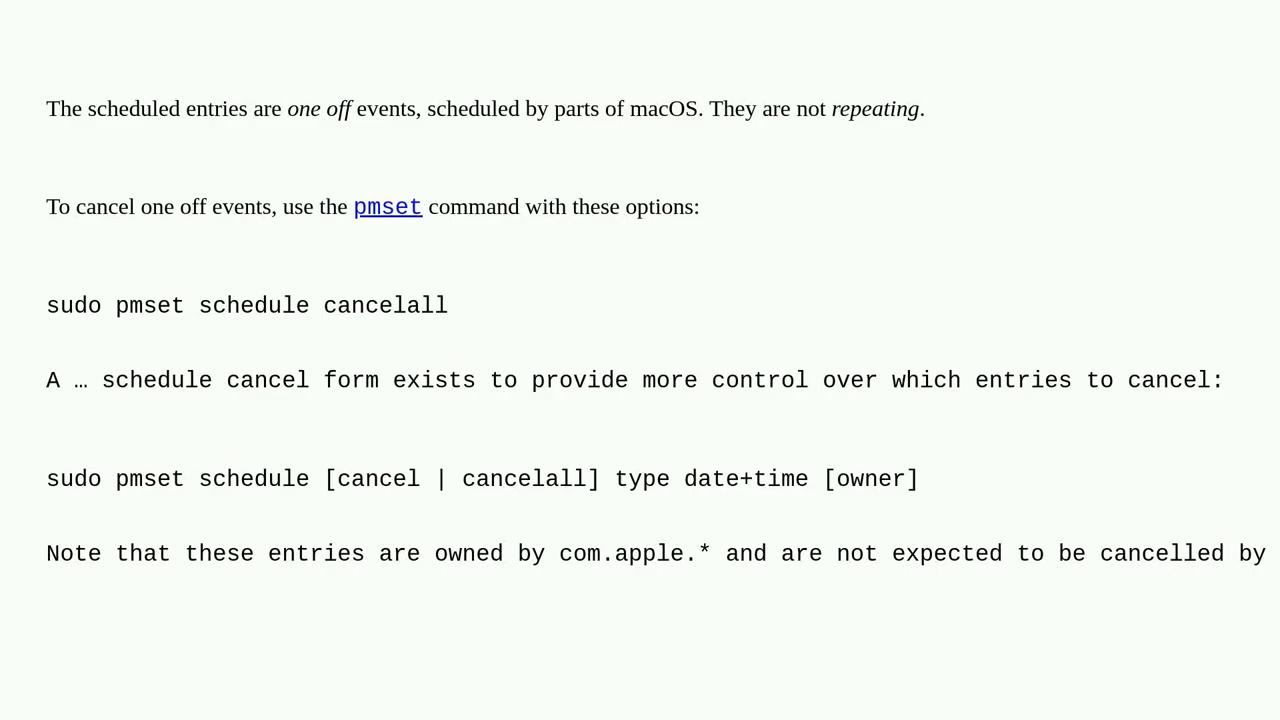 The scheduled entries are one off events, scheduled by parts of macOS. They are not repeating.
To cancel one off events, use the pmset command with these options:
sudo pmset schedule cancelall
A … schedule cancel form exists to provide more control over which entries to cancel:
sudo pmset schedule [cancel | cancelall] type date+time [owner]
Note that these entries are owned by com.apple.* and are not expected to be cancelled by